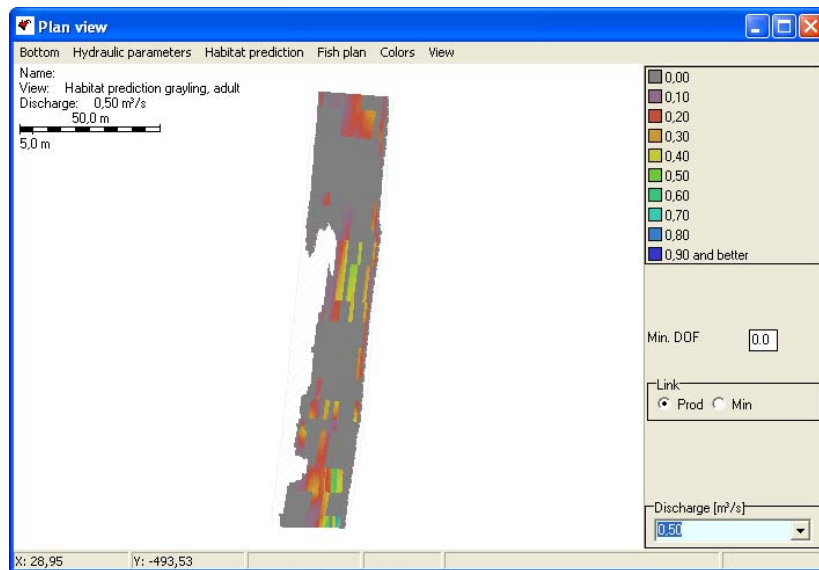 Plan view
Bottom Hydraulic parameters Habitat prediction Fish plan Colors View
Name:
View: Habitat prediction grayling, adult
Discharge: 0,50 m³/s
50,0 m
5,0 m
0,00
0,10
0,20
0,30
0,40
0,50
0,60
0,70
0,80
0,90 and better
Min. DOF 0.0
Link
Prod Min
Discharge [m³/s]
0,50
X: 28,95 Y: -493,53